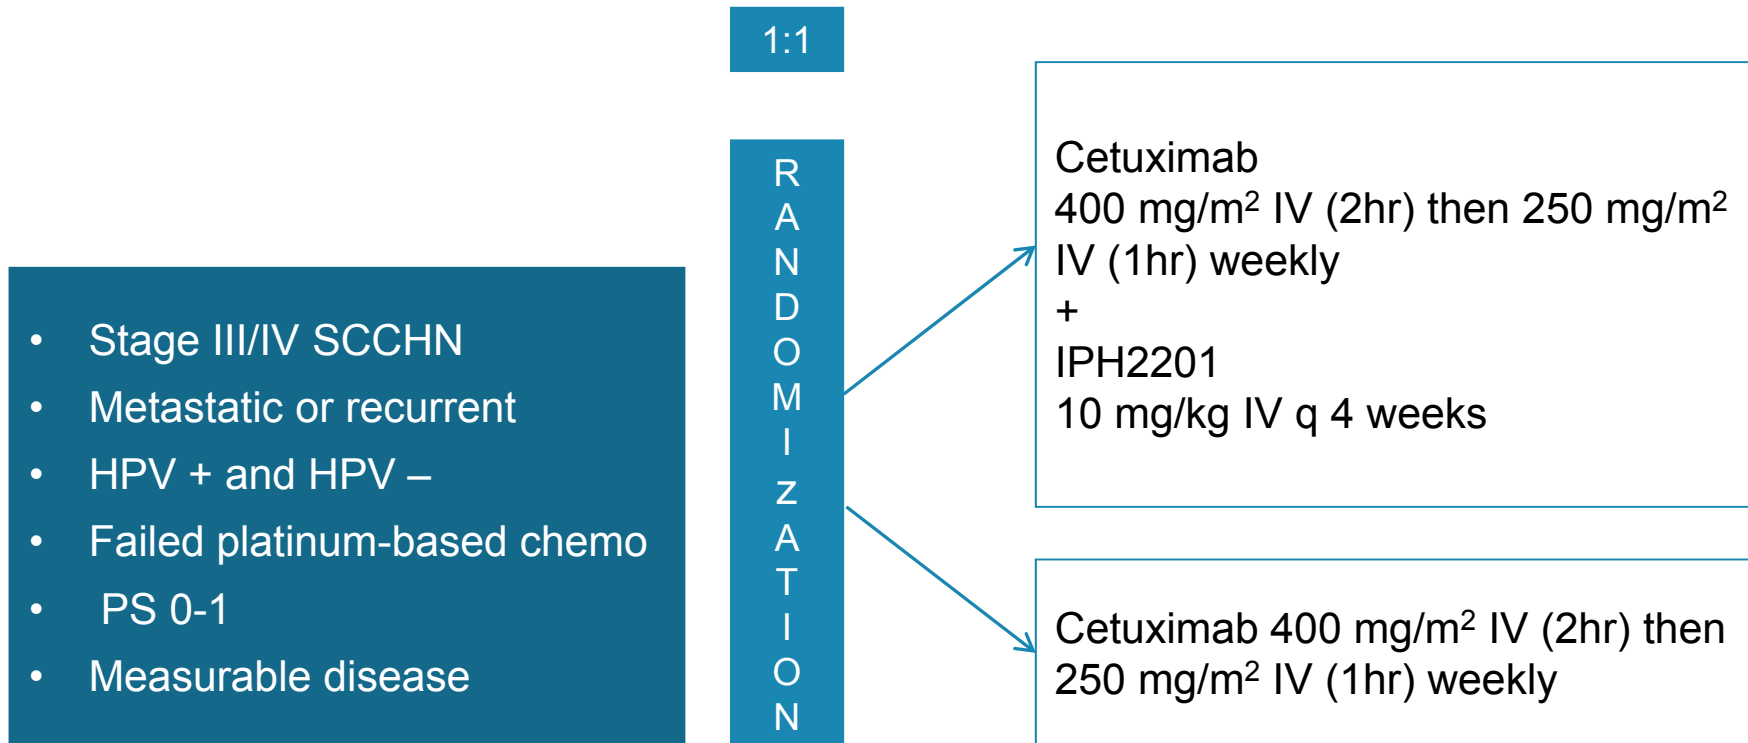 1:1
RANDOMIzATION
• Stage III/IV SCCHN
• Metastatic or recurrent
• HPV + and HPV –
• Failed platinum-based chemo
• PS 0-1
• Measurable disease
Cetuximab
400 mg/m² IV (2hr) then 250 mg/m²
IV (1hr) weekly
+
IPH2201
10 mg/kg IV q 4 weeks
Cetuximab 400 mg/m² IV (2hr) then
250 mg/m² IV (1hr) weekly